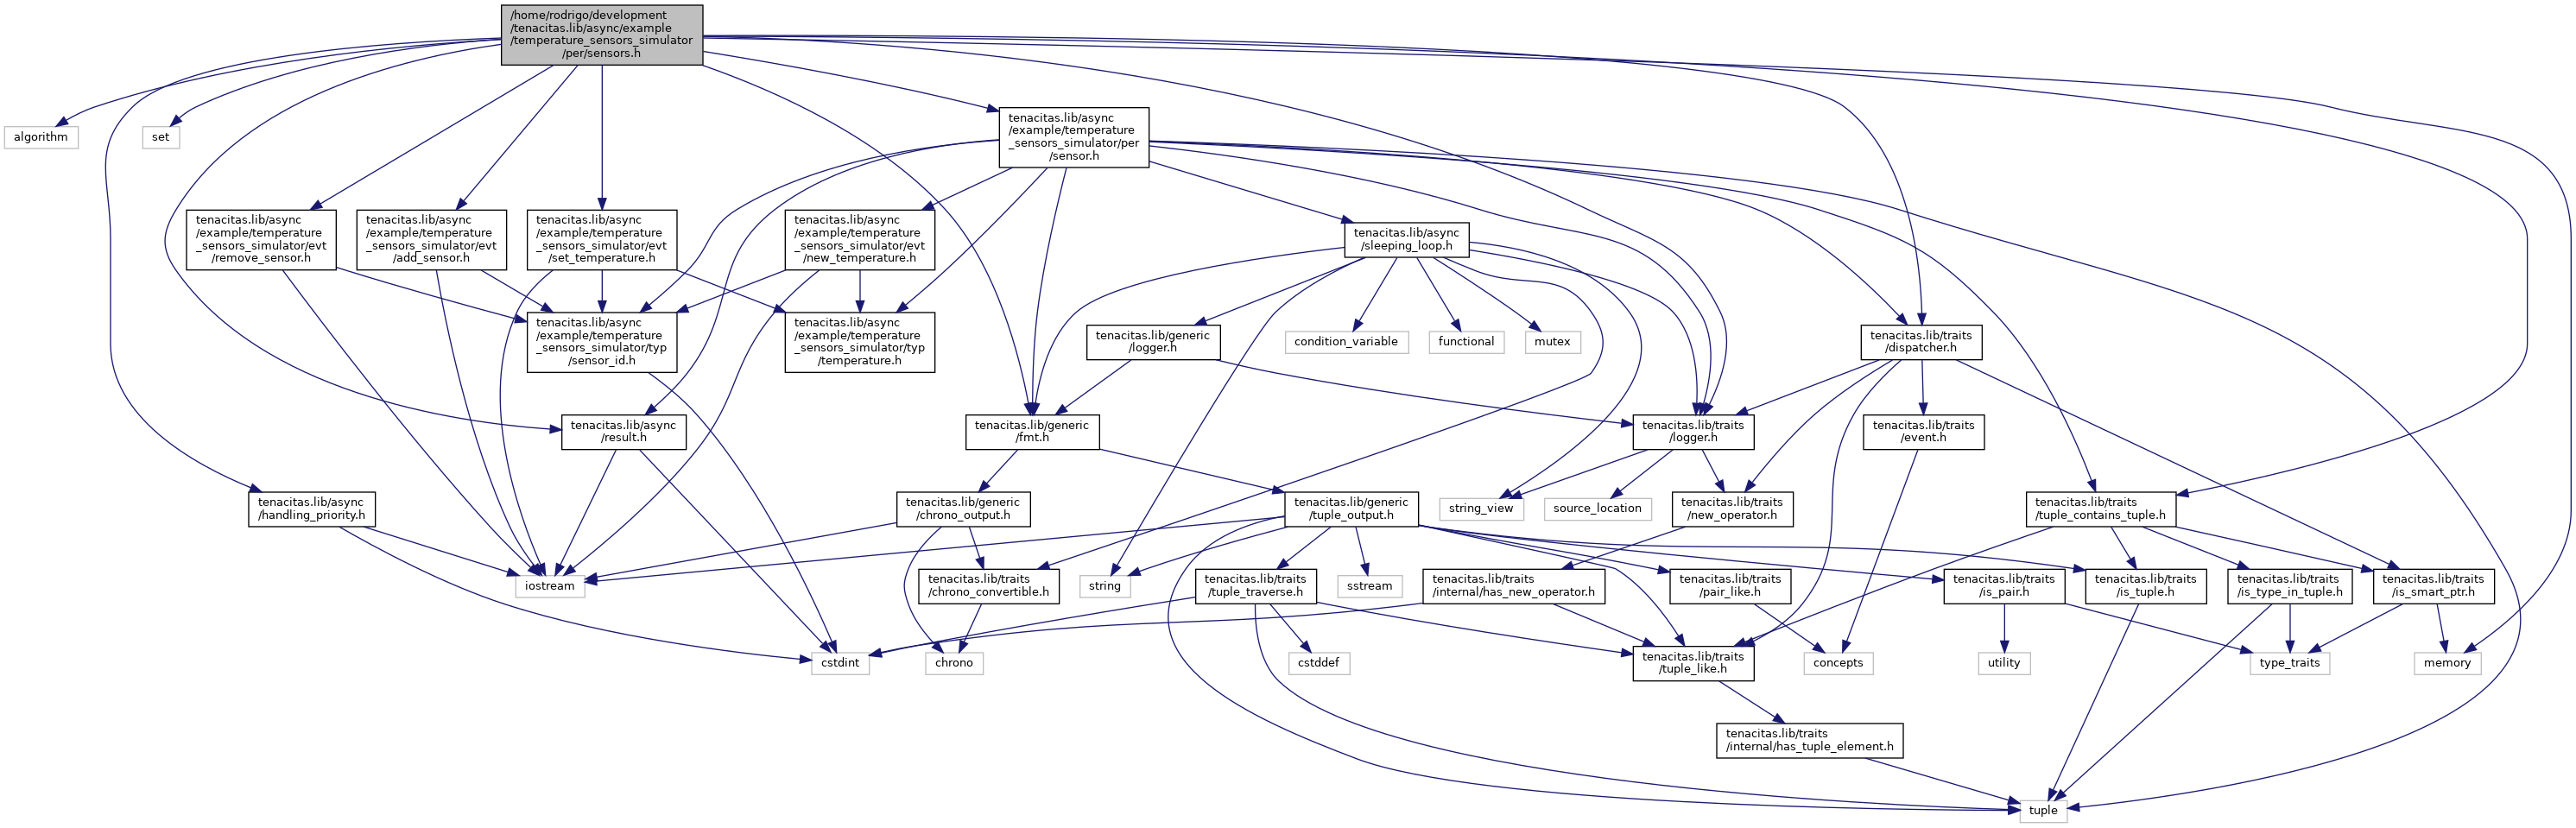 /home/rodrigo/development
/tenacitas.lib/async/example
/temperature_sensors_simulator
/per/sensors.h
algorithm
set
tenacitas.lib/async
/example/temperature
_sensors_simulator/per
/sensor.h
tenacitas.lib/async
/example/temperature
_sensors_simulator/evt
/remove_sensor.h
tenacitas.lib/async
/example/temperature
_sensors_simulator/evt
/add_sensor.h
tenacitas.lib/async
/example/temperature
_sensors_simulator/evt
/set_temperature.h
tenacitas.lib/async
/example/temperature
_sensors_simulator/evt
/new_temperature.h
tenacitas.lib/async
/sleeping_loop.h
tenacitas.lib/async
/example/temperature
_sensors_simulator/typ
/sensor_id.h
tenacitas.lib/async
/example/temperature
_sensors_simulator/typ
/temperature.h
tenacitas.lib/generic
/logger.h
condition_variable
functional
mutex
tenacitas.lib/traits
/dispatcher.h
tenacitas.lib/async
/result.h
tenacitas.lib/generic
/fmt.h
tenacitas.lib/traits
/logger.h
tenacitas.lib/traits
/event.h
tenacitas.lib/async
/handling_priority.h
tenacitas.lib/generic
/chrono_output.h
tenacitas.lib/generic
/tuple_output.h
string_view
source_location
tenacitas.lib/traits
/new_operator.h
tenacitas.lib/traits
/tuple_contains_tuple.h
iostream
tenacitas.lib/traits
/chrono_convertible.h
string
tenacitas.lib/traits
/tuple_traverse.h
sstream
tenacitas.lib/traits
/internal/has_new_operator.h
tenacitas.lib/traits
/pair_like.h
tenacitas.lib/traits
/is_pair.h
tenacitas.lib/traits
/is_tuple.h
tenacitas.lib/traits
/is_type_in_tuple.h
tenacitas.lib/traits
/is_smart_ptr.h
cstdint
chrono
cstddef
tenacitas.lib/traits
/tuple_like.h
concepts
utility
type_traits
memory
tenacitas.lib/traits
/internal/has_tuple_element.h
tuple